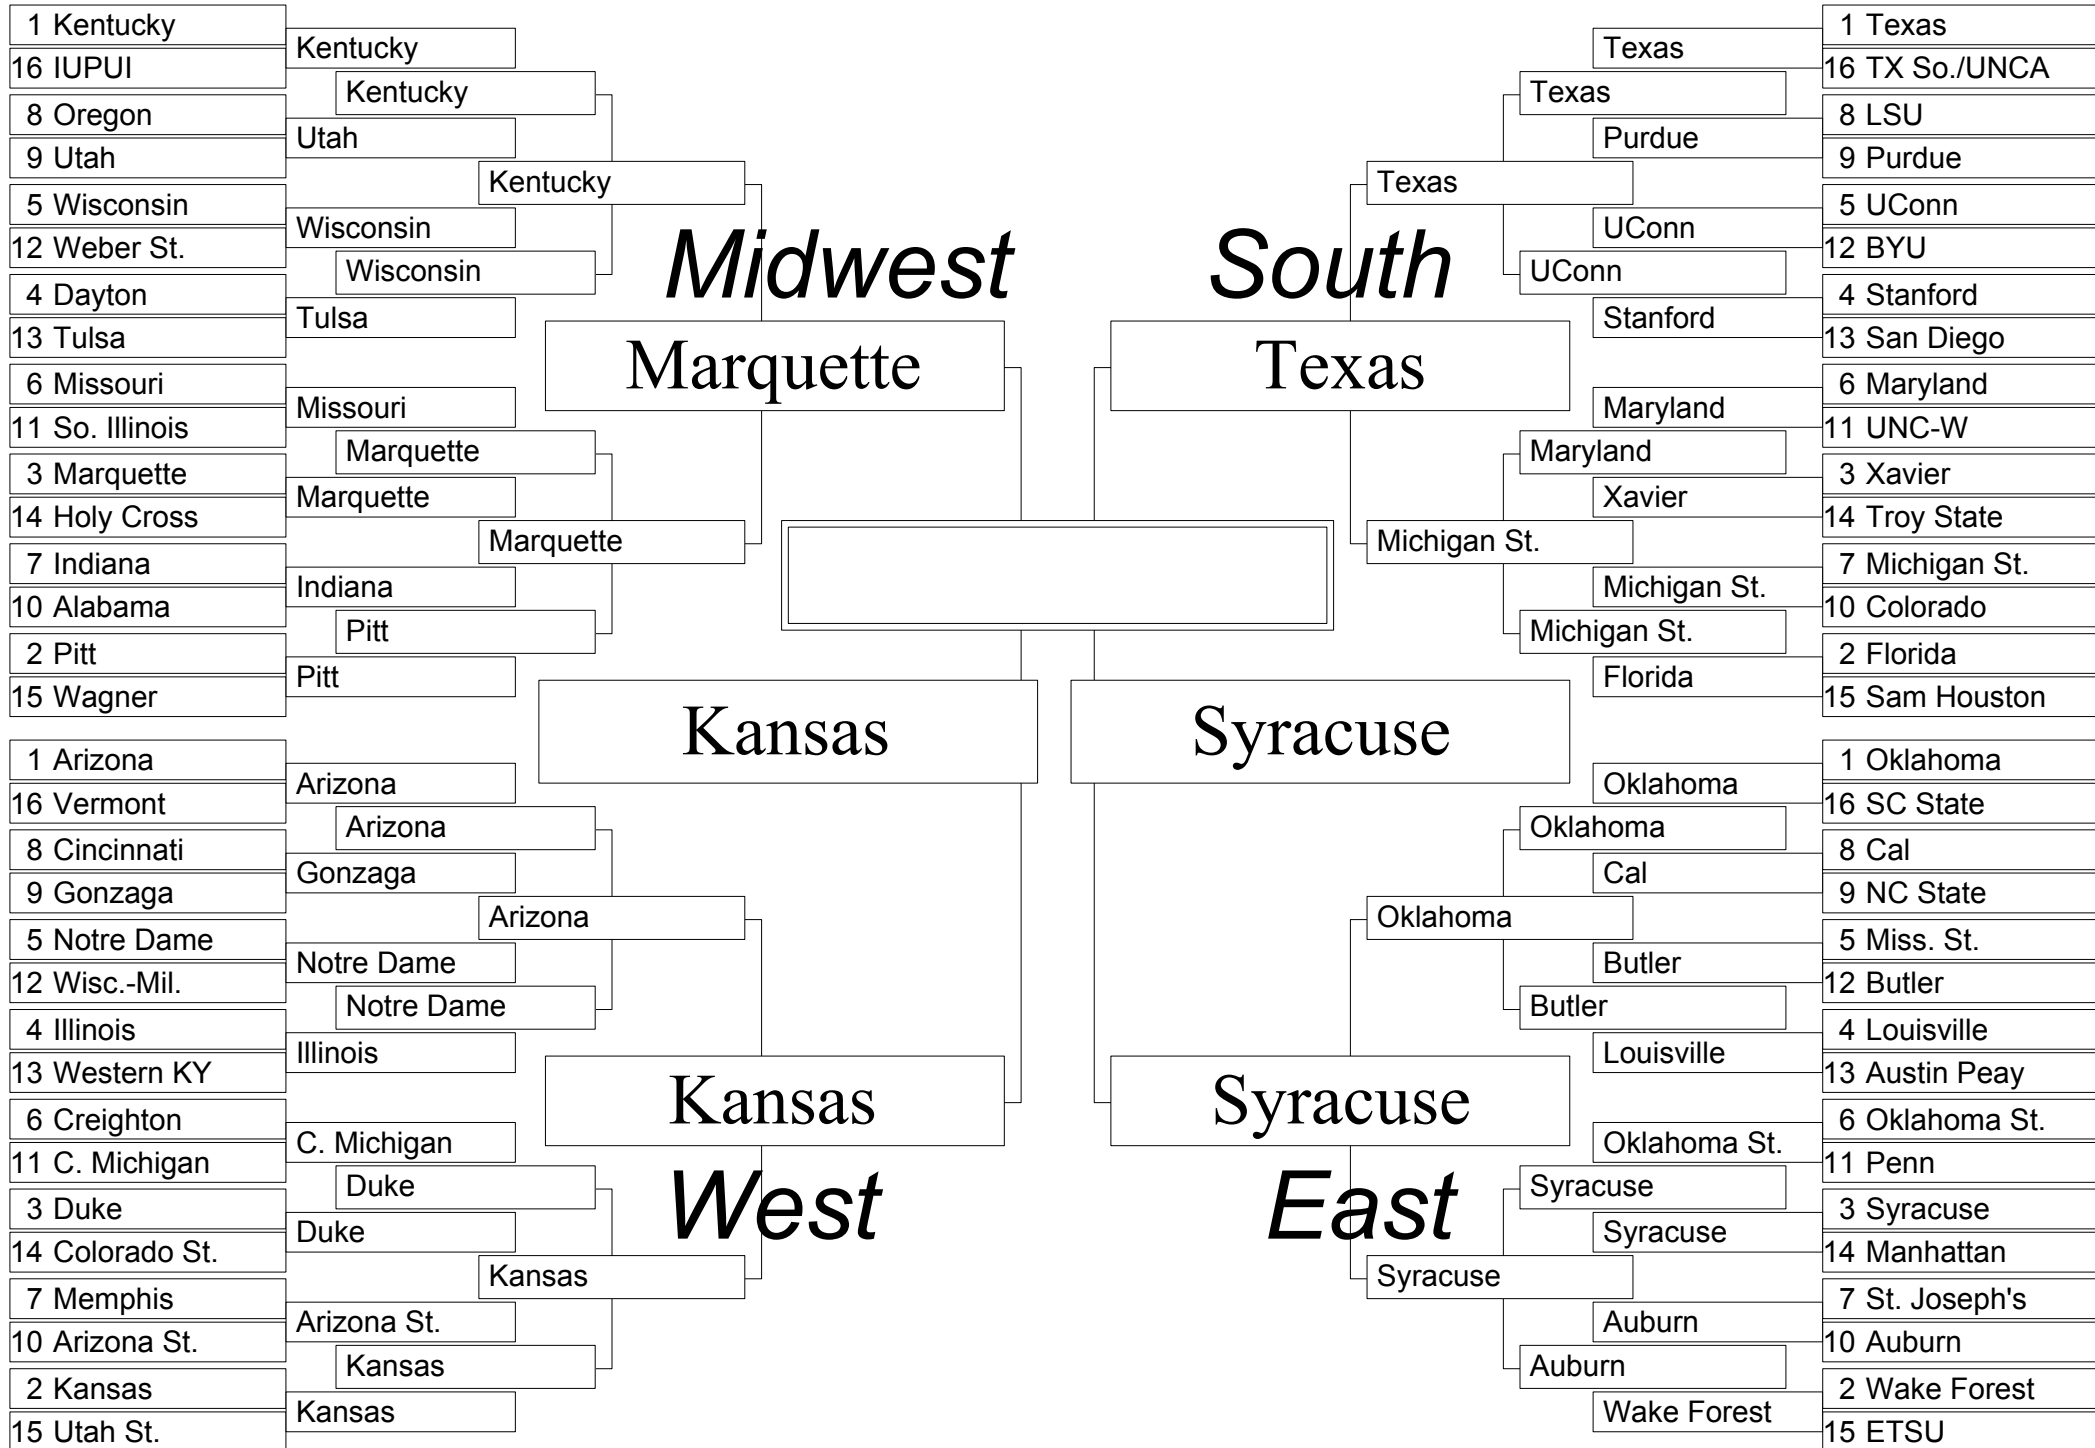 1 Kentucky
16 IUPUI
8 Oregon
9 Utah
5 Wisconsin
12 Weber St.
4 Dayton
13 Tulsa
6 Missouri
11 So. Illinois
3 Marquette
14 Holy Cross
7 Indiana
10 Alabama
2 Pitt
15 Wagner
Kentucky
Utah
Wisconsin
Tulsa
Missouri
Marquette
Indiana
Pitt
Kentucky
Wisconsin
Marquette
Pitt
Kentucky
Marquette
Midwest
Marquette
1 Arizona
16 Vermont
8 Cincinnati
9 Gonzaga
5 Notre Dame
12 Wisc.-Mil.
4 Illinois
13 Western KY
6 Creighton
11 C. Michigan
3 Duke
14 Colorado St.
7 Memphis
10 Arizona St.
2 Kansas
15 Utah St.
Arizona
Gonzaga
Notre Dame
Illinois
C. Michigan
Duke
Arizona St.
Kansas
Arizona
Notre Dame
Duke
Kansas
Arizona
Kansas
Kansas
West
Kansas
Syracuse
South
Texas
Texas
Michigan St.
Texas
UConn
Maryland
Michigan St.
Texas
Purdue
UConn
Stanford
Maryland
Xavier
Michigan St.
Florida
1 Texas
16 TX So./UNCA
8 LSU
9 Purdue
5 UConn
12 BYU
4 Stanford
13 San Diego
6 Maryland
11 UNC-W
3 Xavier
14 Troy State
7 Michigan St.
10 Colorado
2 Florida
15 Sam Houston
Syracuse
East
Oklahoma
Syracuse
Oklahoma
Butler
Syracuse
Auburn
Oklahoma
Cal
Butler
Louisville
Oklahoma St.
Syracuse
Auburn
Wake Forest
1 Oklahoma
16 SC State
8 Cal
9 NC State
5 Miss. St.
12 Butler
4 Louisville
13 Austin Peay
6 Oklahoma St.
11 Penn
3 Syracuse
14 Manhattan
7 St. Joseph's
10 Auburn
2 Wake Forest
15 ETSU